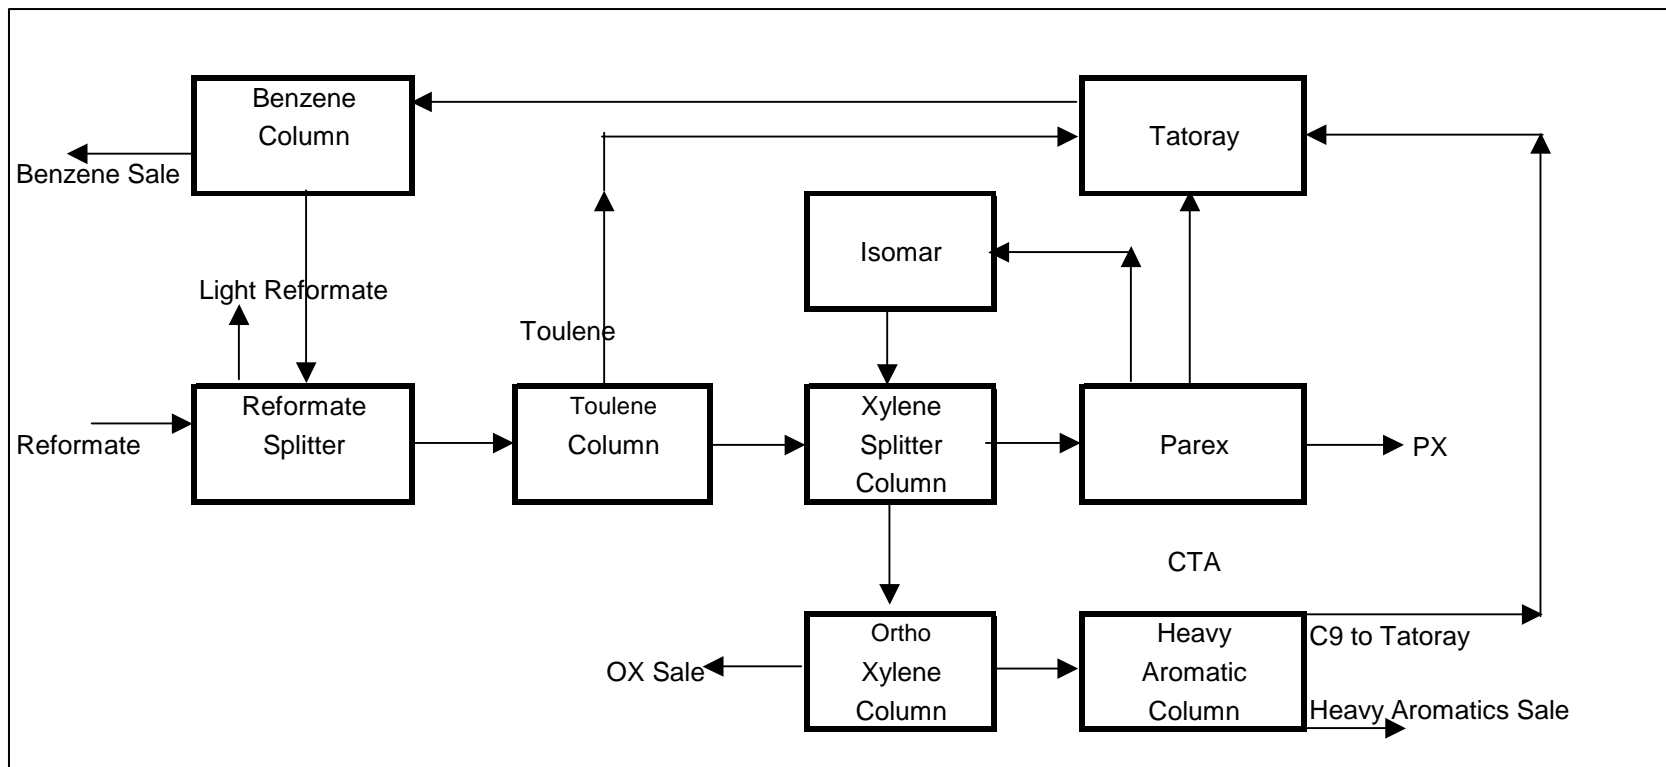 Benzene
Column
Tatoray
Benzene Sale
Isomar
Light Reformate
Toulene
Reformate
Splitter
Toulene
Column
Xylene
Splitter
Column
Parex
Reformate
PX
CTA
Ortho
Xylene
Column
Heavy
Aromatic
Column
C9 to Tatoray
OX Sale
Heavy Aromatics Sale